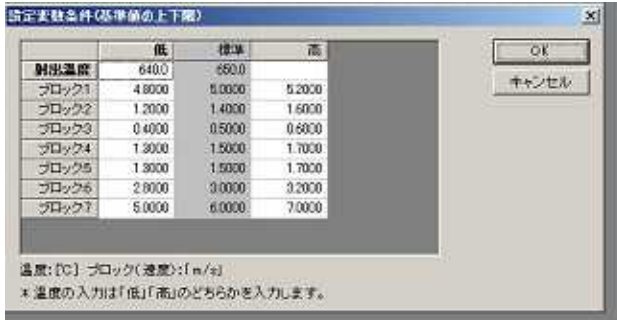 設定変数条件(基準値の上下限)
低 標準 高
OK
射出温度 640.0 650.0
キャンセル
ブロック1 4.8000 5.0000 5.2000
ブロック2 1.2000 1.4000 1.6000
ブロック3 0.4000 0.5000 0.6000
ブロック4 1.3000 1.5000 1.7000
ブロック5 1.3000 1.5000 1.7000
ブロック6 2.8000 3.0000 3.2000
ブロック7 5.0000 6.0000 7.0000
温度:[℃] ブロック(速度):[m/s]
* 温度の入力は「低」「高」のどちらかを入力します。